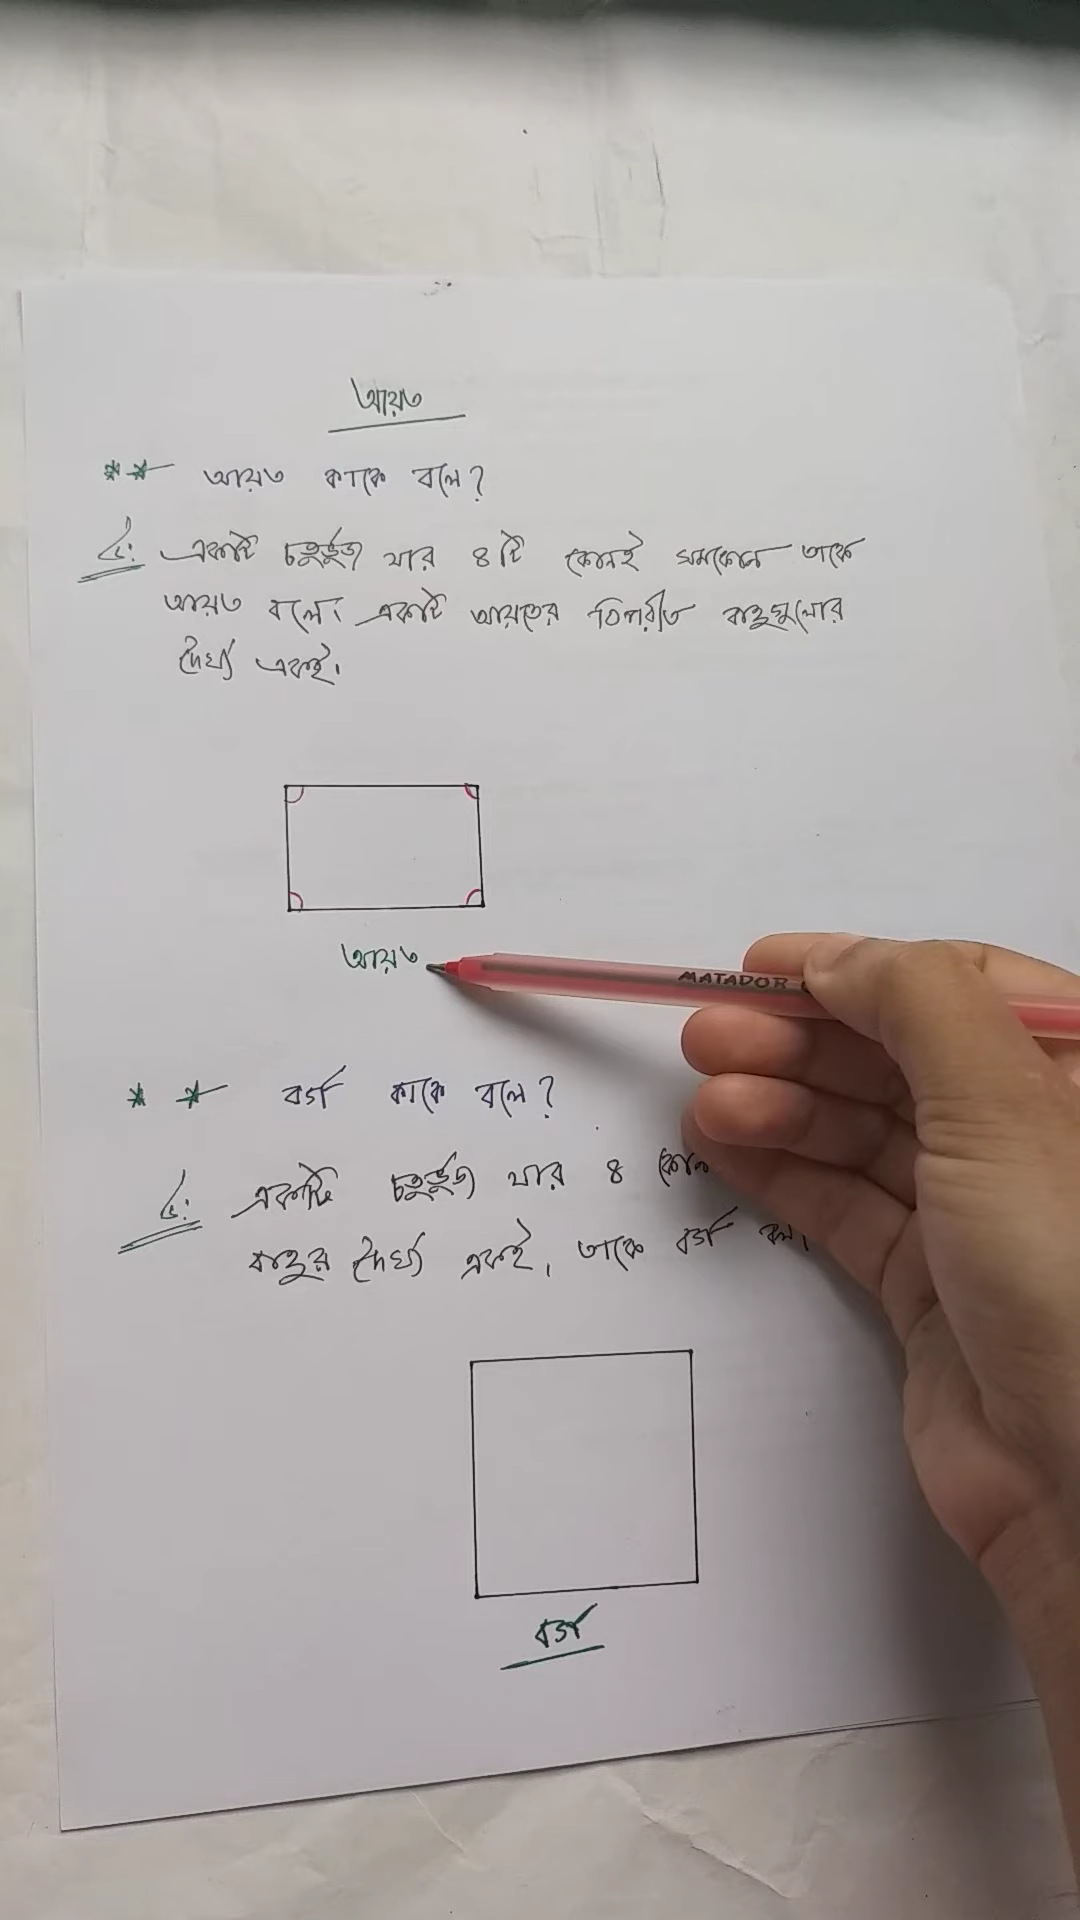 আয়ত
** আয়ত কাকে বলে?
উ: একটি চতুর্ভুজ যার ৪টি কোনই সমকোন তাকে
আয়ত বলে। একটি আয়তের বিপরীত বাহুগুলোর
দৈর্ঘ্য একই।
আয়ত
MATADOR
** বর্গ কাকে বলে?
উ: একটি চতুর্ভুজ যার ৪ কোন
বাহুর দৈর্ঘ্য একই, তাকে বর্গ বলে।
বর্গ